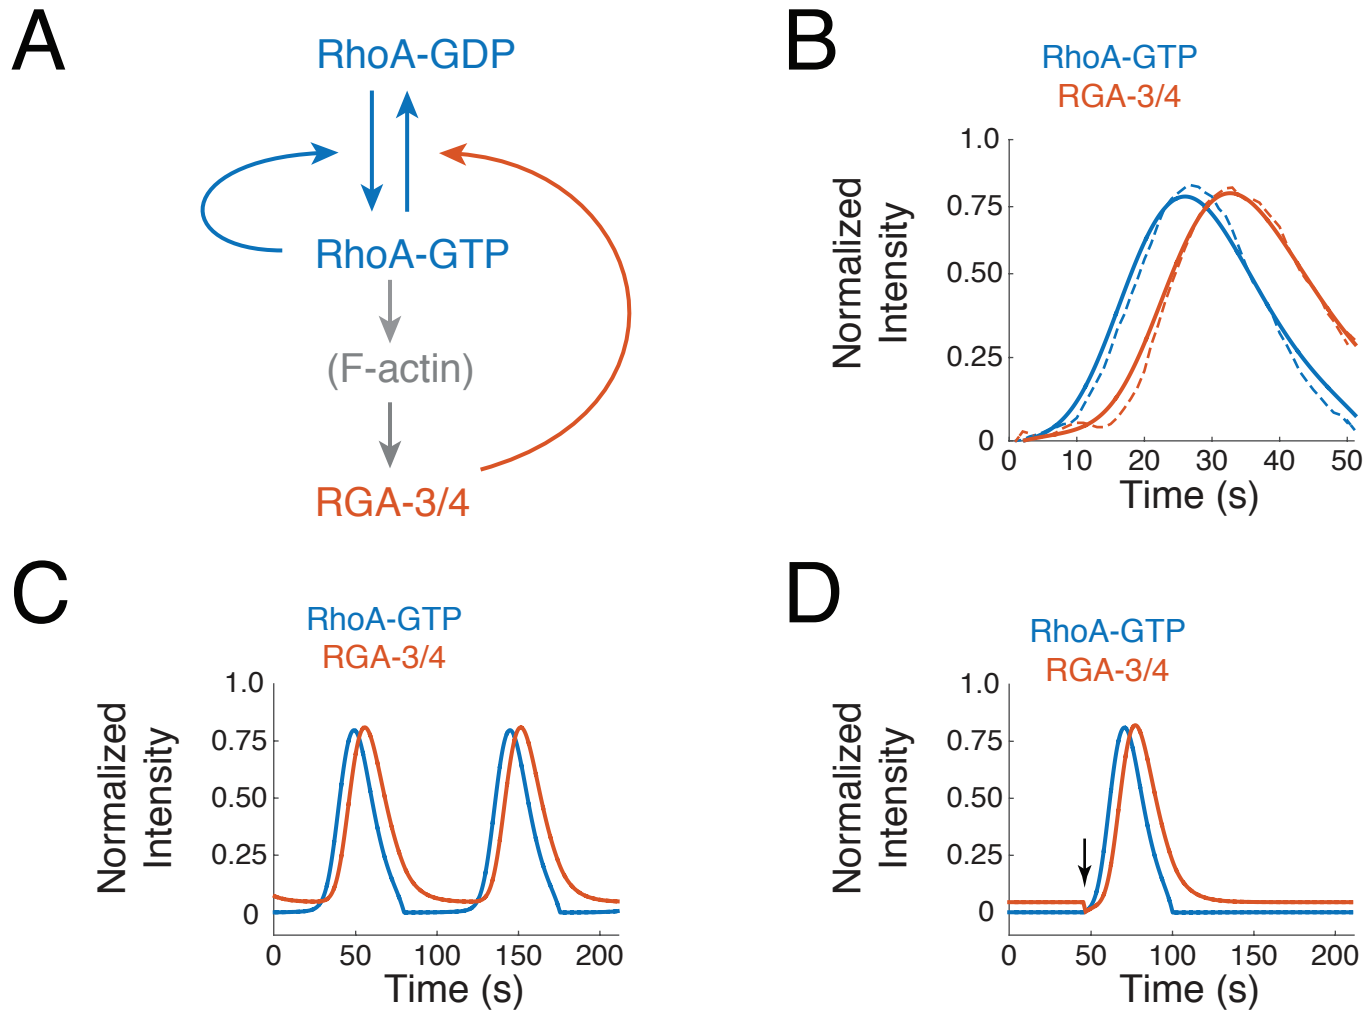 A
RhoA-GDP
RhoA-GTP
(F-actin)
RGA-3/4
B
RhoA-GTP
RGA-3/4
Normalized
Intensity
1.0
0.75
0.50
0.25
0
0 10 20 30 40 50
Time (s)
C
RhoA-GTP
RGA-3/4
Normalized
Intensity
1.0
0.75
0.50
0.25
0
0 50 100 150 200
Time (s)
D
RhoA-GTP
RGA-3/4
Normalized
Intensity
1.0
0.75
0.50
0.25
0
0 50 100 150 200
Time (s)